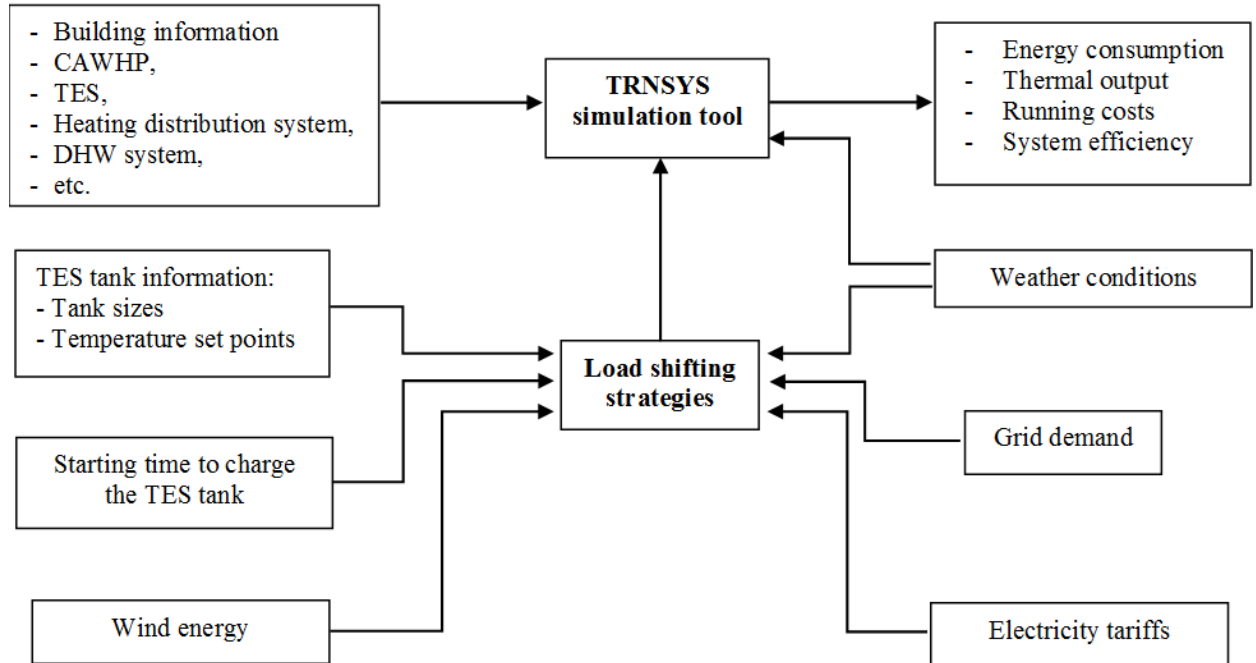 - Building information
- CAWHP,
- TES,
- Heating distribution system,
- DHW system,
- etc.
TRNSYS
simulation tool
- Energy consumption
- Thermal output
- Running costs
- System efficiency
TES tank information:
- Tank sizes
- Temperature set points
Weather conditions
Load shifting
strategies
Starting time to charge
the TES tank
Grid demand
Wind energy
Electricity tariffs